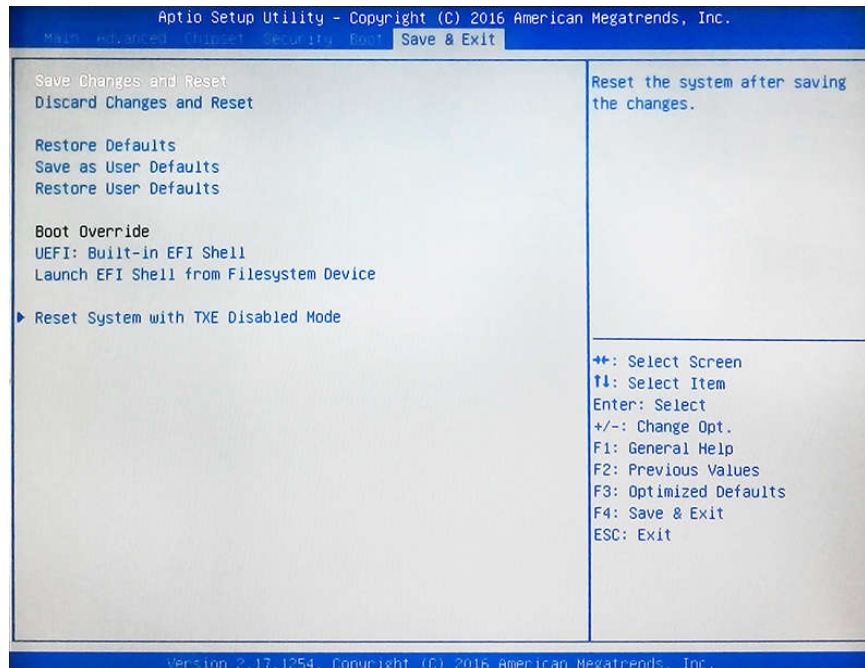 Aptio Setup Utility – Copyright (C) 2016 American Megatrends, Inc.
Main Advanced Chipset Security Boot Save & Exit
Save Changes and Reset
Discard Changes and Reset
Restore Defaults
Save as User Defaults
Restore User Defaults
Boot Override
UEFI: Built-in EFI Shell
Launch EFI Shell from Filesystem Device
▶ Reset System with TXE Disabled Mode
Reset the system after saving
the changes.
→←: Select Screen
↑↓: Select Item
Enter: Select
+/-: Change Opt.
F1: General Help
F2: Previous Values
F3: Optimized Defaults
F4: Save & Exit
ESC: Exit
Version 2.17.1254. Copyright (C) 2016 American Megatrends, Inc.